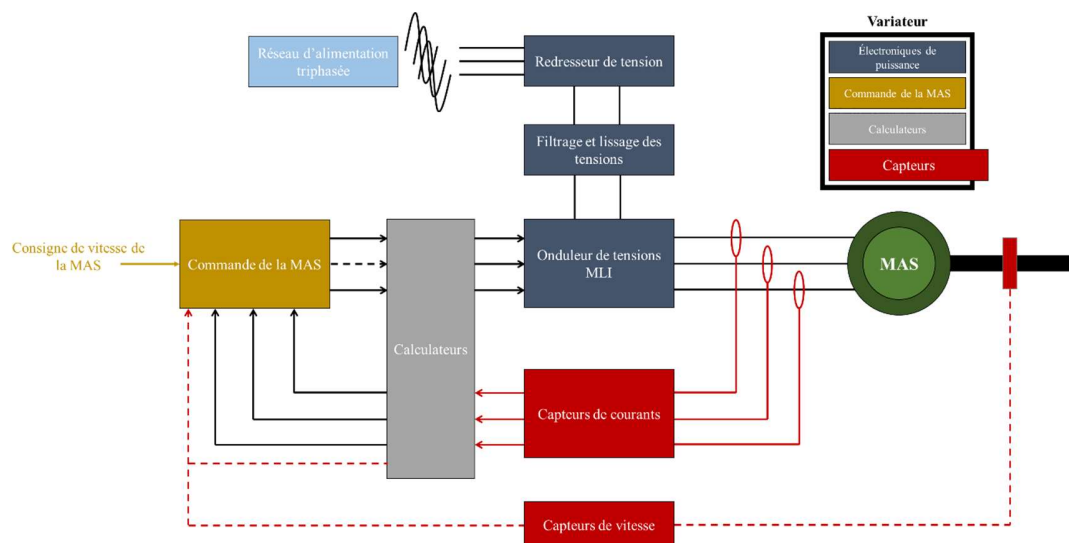 Variateur
Électroniques de
puissance
Commande de la MAS
Calculateurs
Capteurs
Réseau d'alimentation
triphasée
Redresseur de tension
Filtrage et lissage des
tensions
Consigne de vitesse de
la MAS
Commande de la MAS
Calculateurs
Onduleur de tensions
MLI
MAS
Capteurs de courants
Capteurs de vitesse